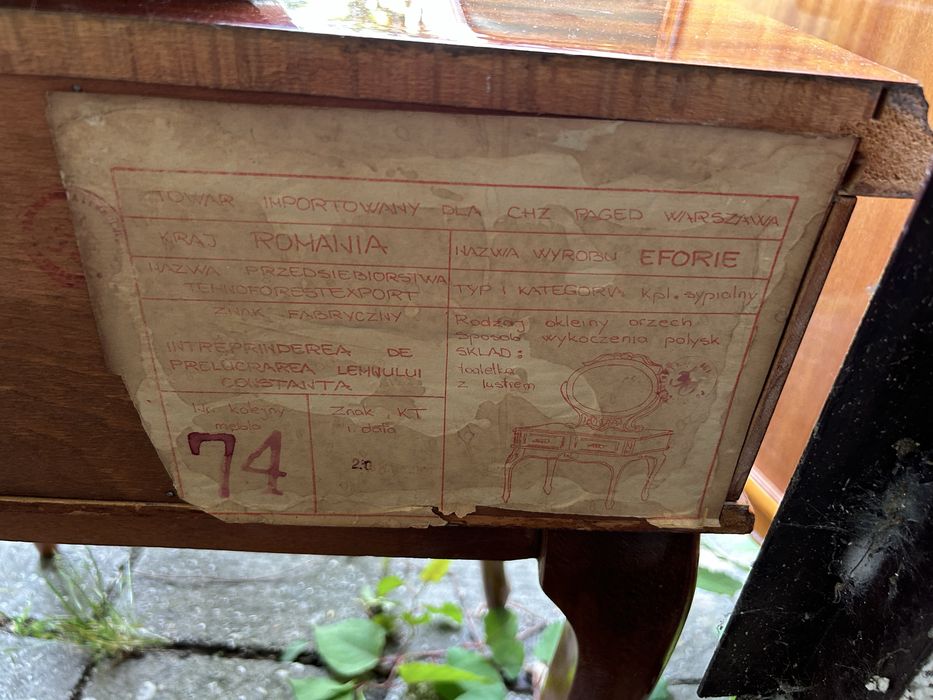 TOWAR IMPORTOWANY DLA CHZ PAGED WARSZAWA
KRAJ ROMANIA
NAZWA WYROBU EFORIE
NAZWA PRZEDSIEBIORSTWA
TEHNOFORESTEXPORT
TYP I KATEGORIA kpl. sypialny
ZNAK FABRYCZNY
INTREPRINDEREA DE
PRELUCRAREA LEMNULUI
CONSTANTA
Rodzaj okleiny orzech
Sposób wykoczenia polysk
SKLAD:
toaletka
z lustrem
Nr. kolejny
mebla
74
Znak KT
i data